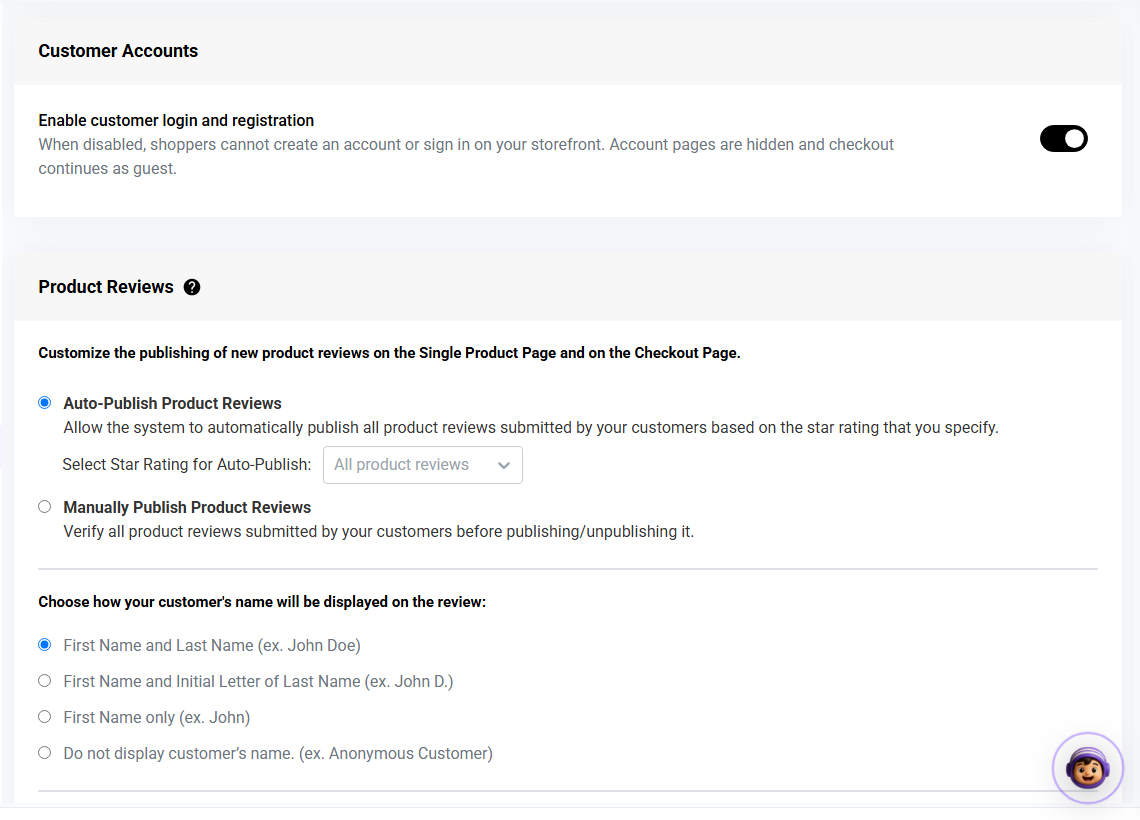 Customer Accounts
Enable customer login and registration
When disabled, shoppers cannot create an account or sign in on your storefront. Account pages are hidden and checkout
continues as guest.
Product Reviews ?
Customize the publishing of new product reviews on the Single Product Page and on the Checkout Page.
Auto-Publish Product Reviews
Allow the system to automatically publish all product reviews submitted by your customers based on the star rating that you specify.
Select Star Rating for Auto-Publish: All product reviews
Manually Publish Product Reviews
Verify all product reviews submitted by your customers before publishing/unpublishing it.
Choose how your customer's name will be displayed on the review:
First Name and Last Name (ex. John Doe)
First Name and Initial Letter of Last Name (ex. John D.)
First Name only (ex. John)
Do not display customer's name. (ex. Anonymous Customer)